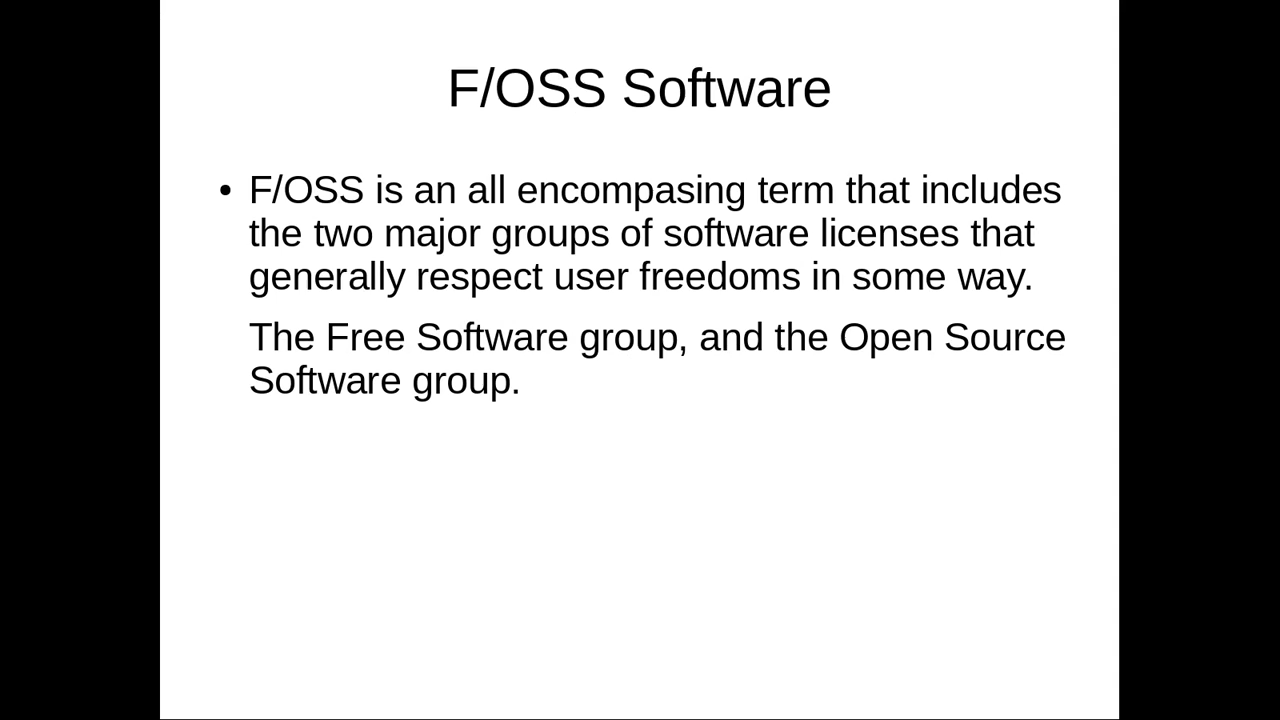 F/OSS Software
• F/OSS is an all encompasing term that includes
the two major groups of software licenses that
generally respect user freedoms in some way.
The Free Software group, and the Open Source
Software group.